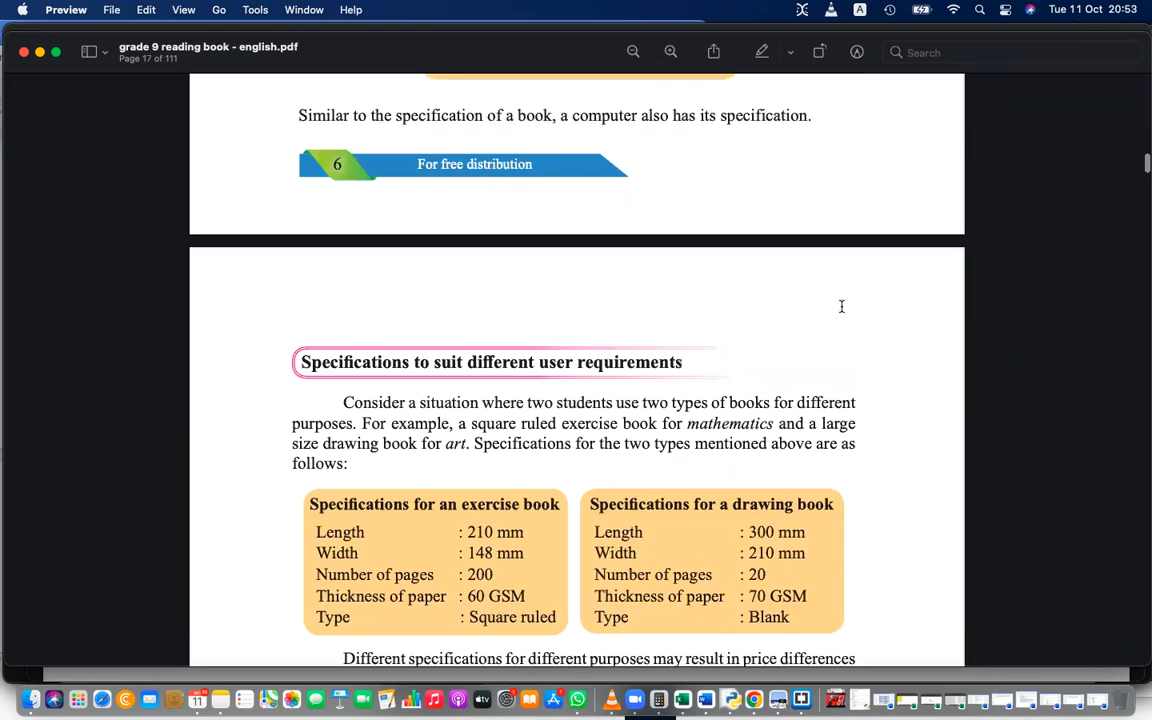 Preview File Edit View Go Tools Window Help
A
Tue 11 Oct 20:53
grade 9 reading book - english.pdf
Page 17 of 111
Search
Similar to the specification of a book, a computer also has its specification.
6 For free distribution
Specifications to suit different user requirements
Consider a situation where two students use two types of books for different
purposes. For example, a square ruled exercise book for mathematics and a large
size drawing book for art. Specifications for the two types mentioned above are as
follows:
Specifications for an exercise book
Length : 210 mm
Width : 148 mm
Number of pages : 200
Thickness of paper : 60 GSM
Type : Square ruled
Specifications for a drawing book
Length : 300 mm
Width : 210 mm
Number of pages : 20
Thickness of paper : 70 GSM
Type : Blank
Different specifications for different purposes may result in price differences